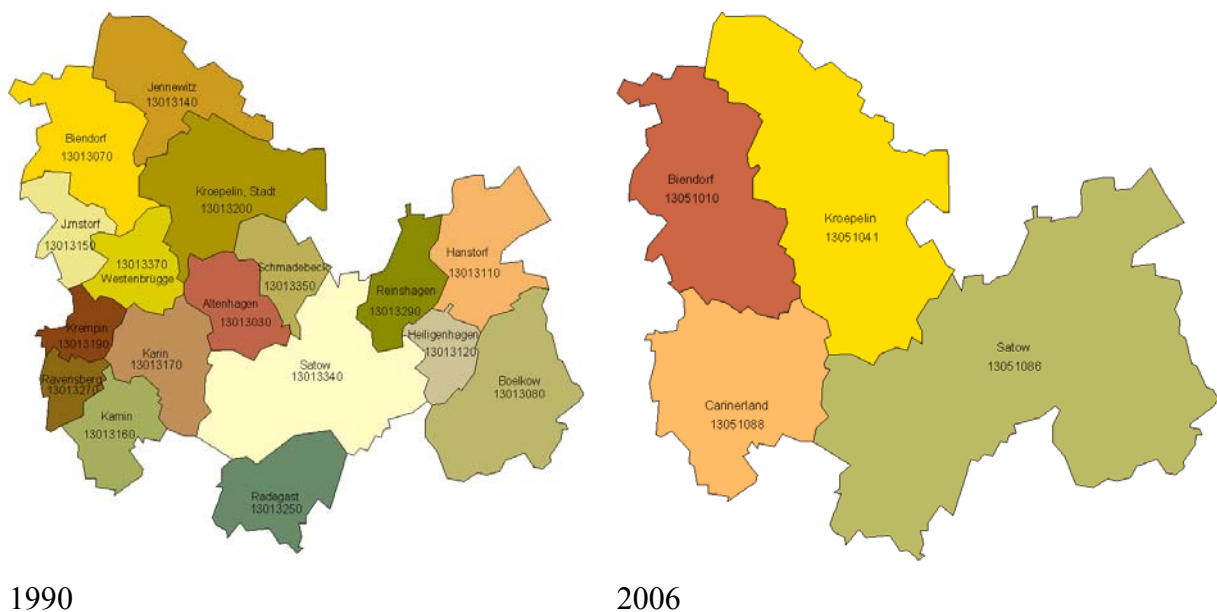 Jennewitz
13013140
Biendorf
13013070
Kroepelin, Stadt
13013200
Jmstorf
13013150
13013370
Westenbrügge
Schmadebeck
13013350
Hanstorf
13013110
Reinshagen
13013290
Altenhagen
13013030
Krempin
13013190
Karin
13013170
Heiligenhagen
13013120
Satow
13013340
Ravensberg
13013270
Boelkow
13013080
Kamin
13013160
Radegast
13013250
1990
Biendorf
13051010
Kroepelin
13051041
Satow
13051086
Carinerland
13051088
2006